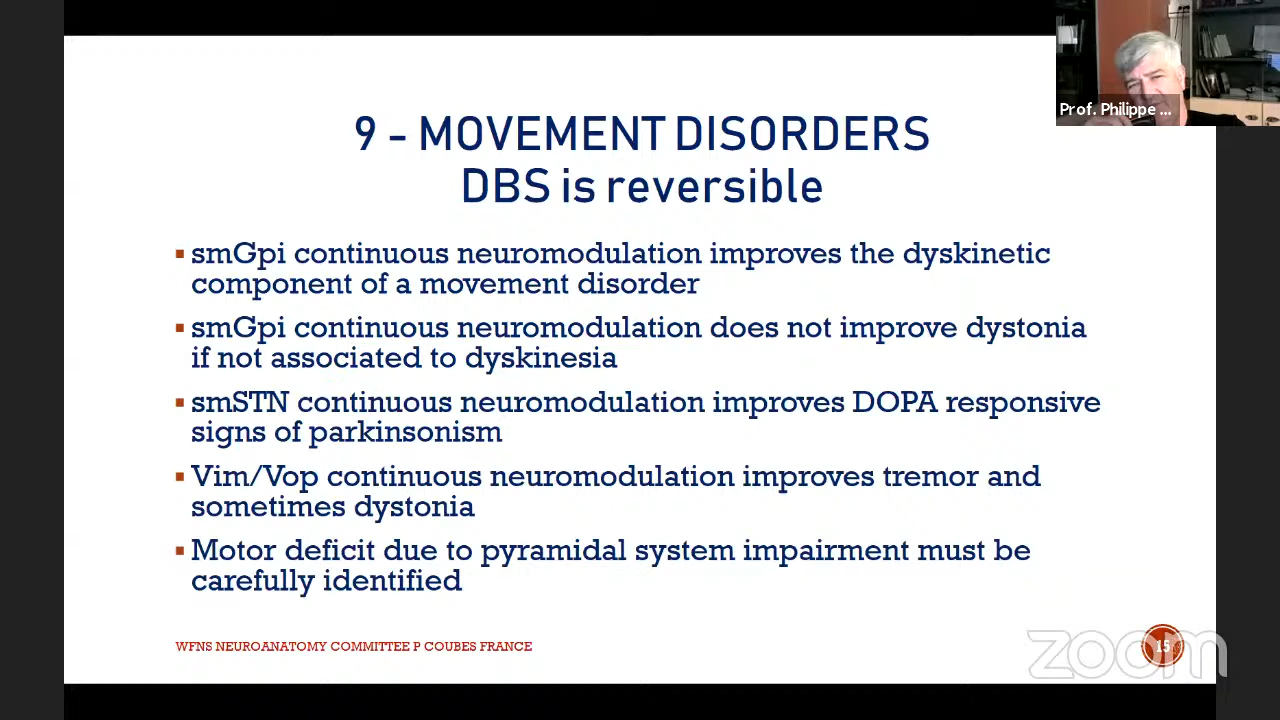 Prof. Philippe ...
9 - MOVEMENT DISORDERS
DBS is reversible
smGpi continuous neuromodulation improves the dyskinetic
component of a movement disorder
smGpi continuous neuromodulation does not improve dystonia
if not associated to dyskinesia
smSTN continuous neuromodulation improves DOPA responsive
signs of parkinsonism
Vim/Vop continuous neuromodulation improves tremor and
sometimes dystonia
Motor deficit due to pyramidal system impairment must be
carefully identified
WFNS NEUROANATOMY COMMITTEE P COUBES FRANCE
15
zoom